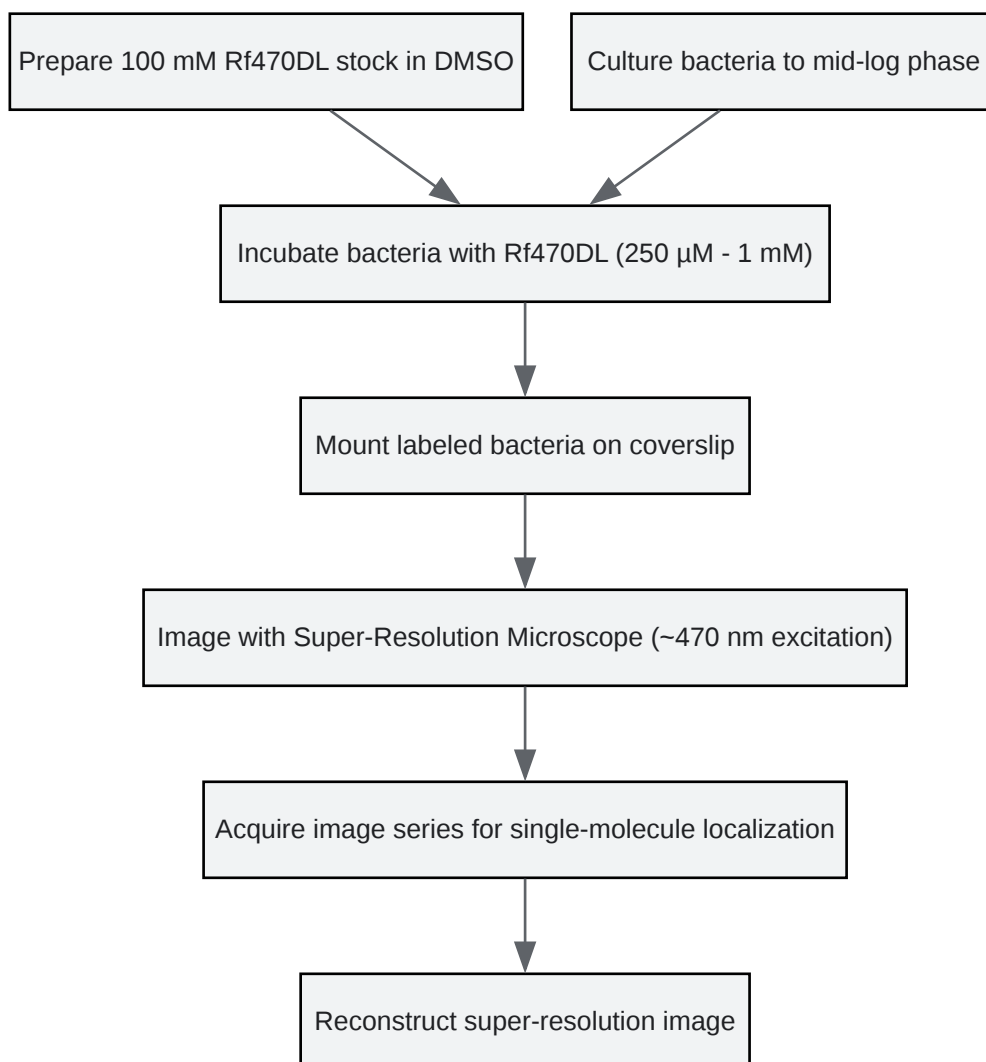 Prepare 100 mM Rf470DL stock in DMSO
Culture bacteria to mid-log phase
Incubate bacteria with Rf470DL (250 µM - 1 mM)
Mount labeled bacteria on coverslip
Image with Super-Resolution Microscope (~470 nm excitation)
Acquire image series for single-molecule localization
Reconstruct super-resolution image